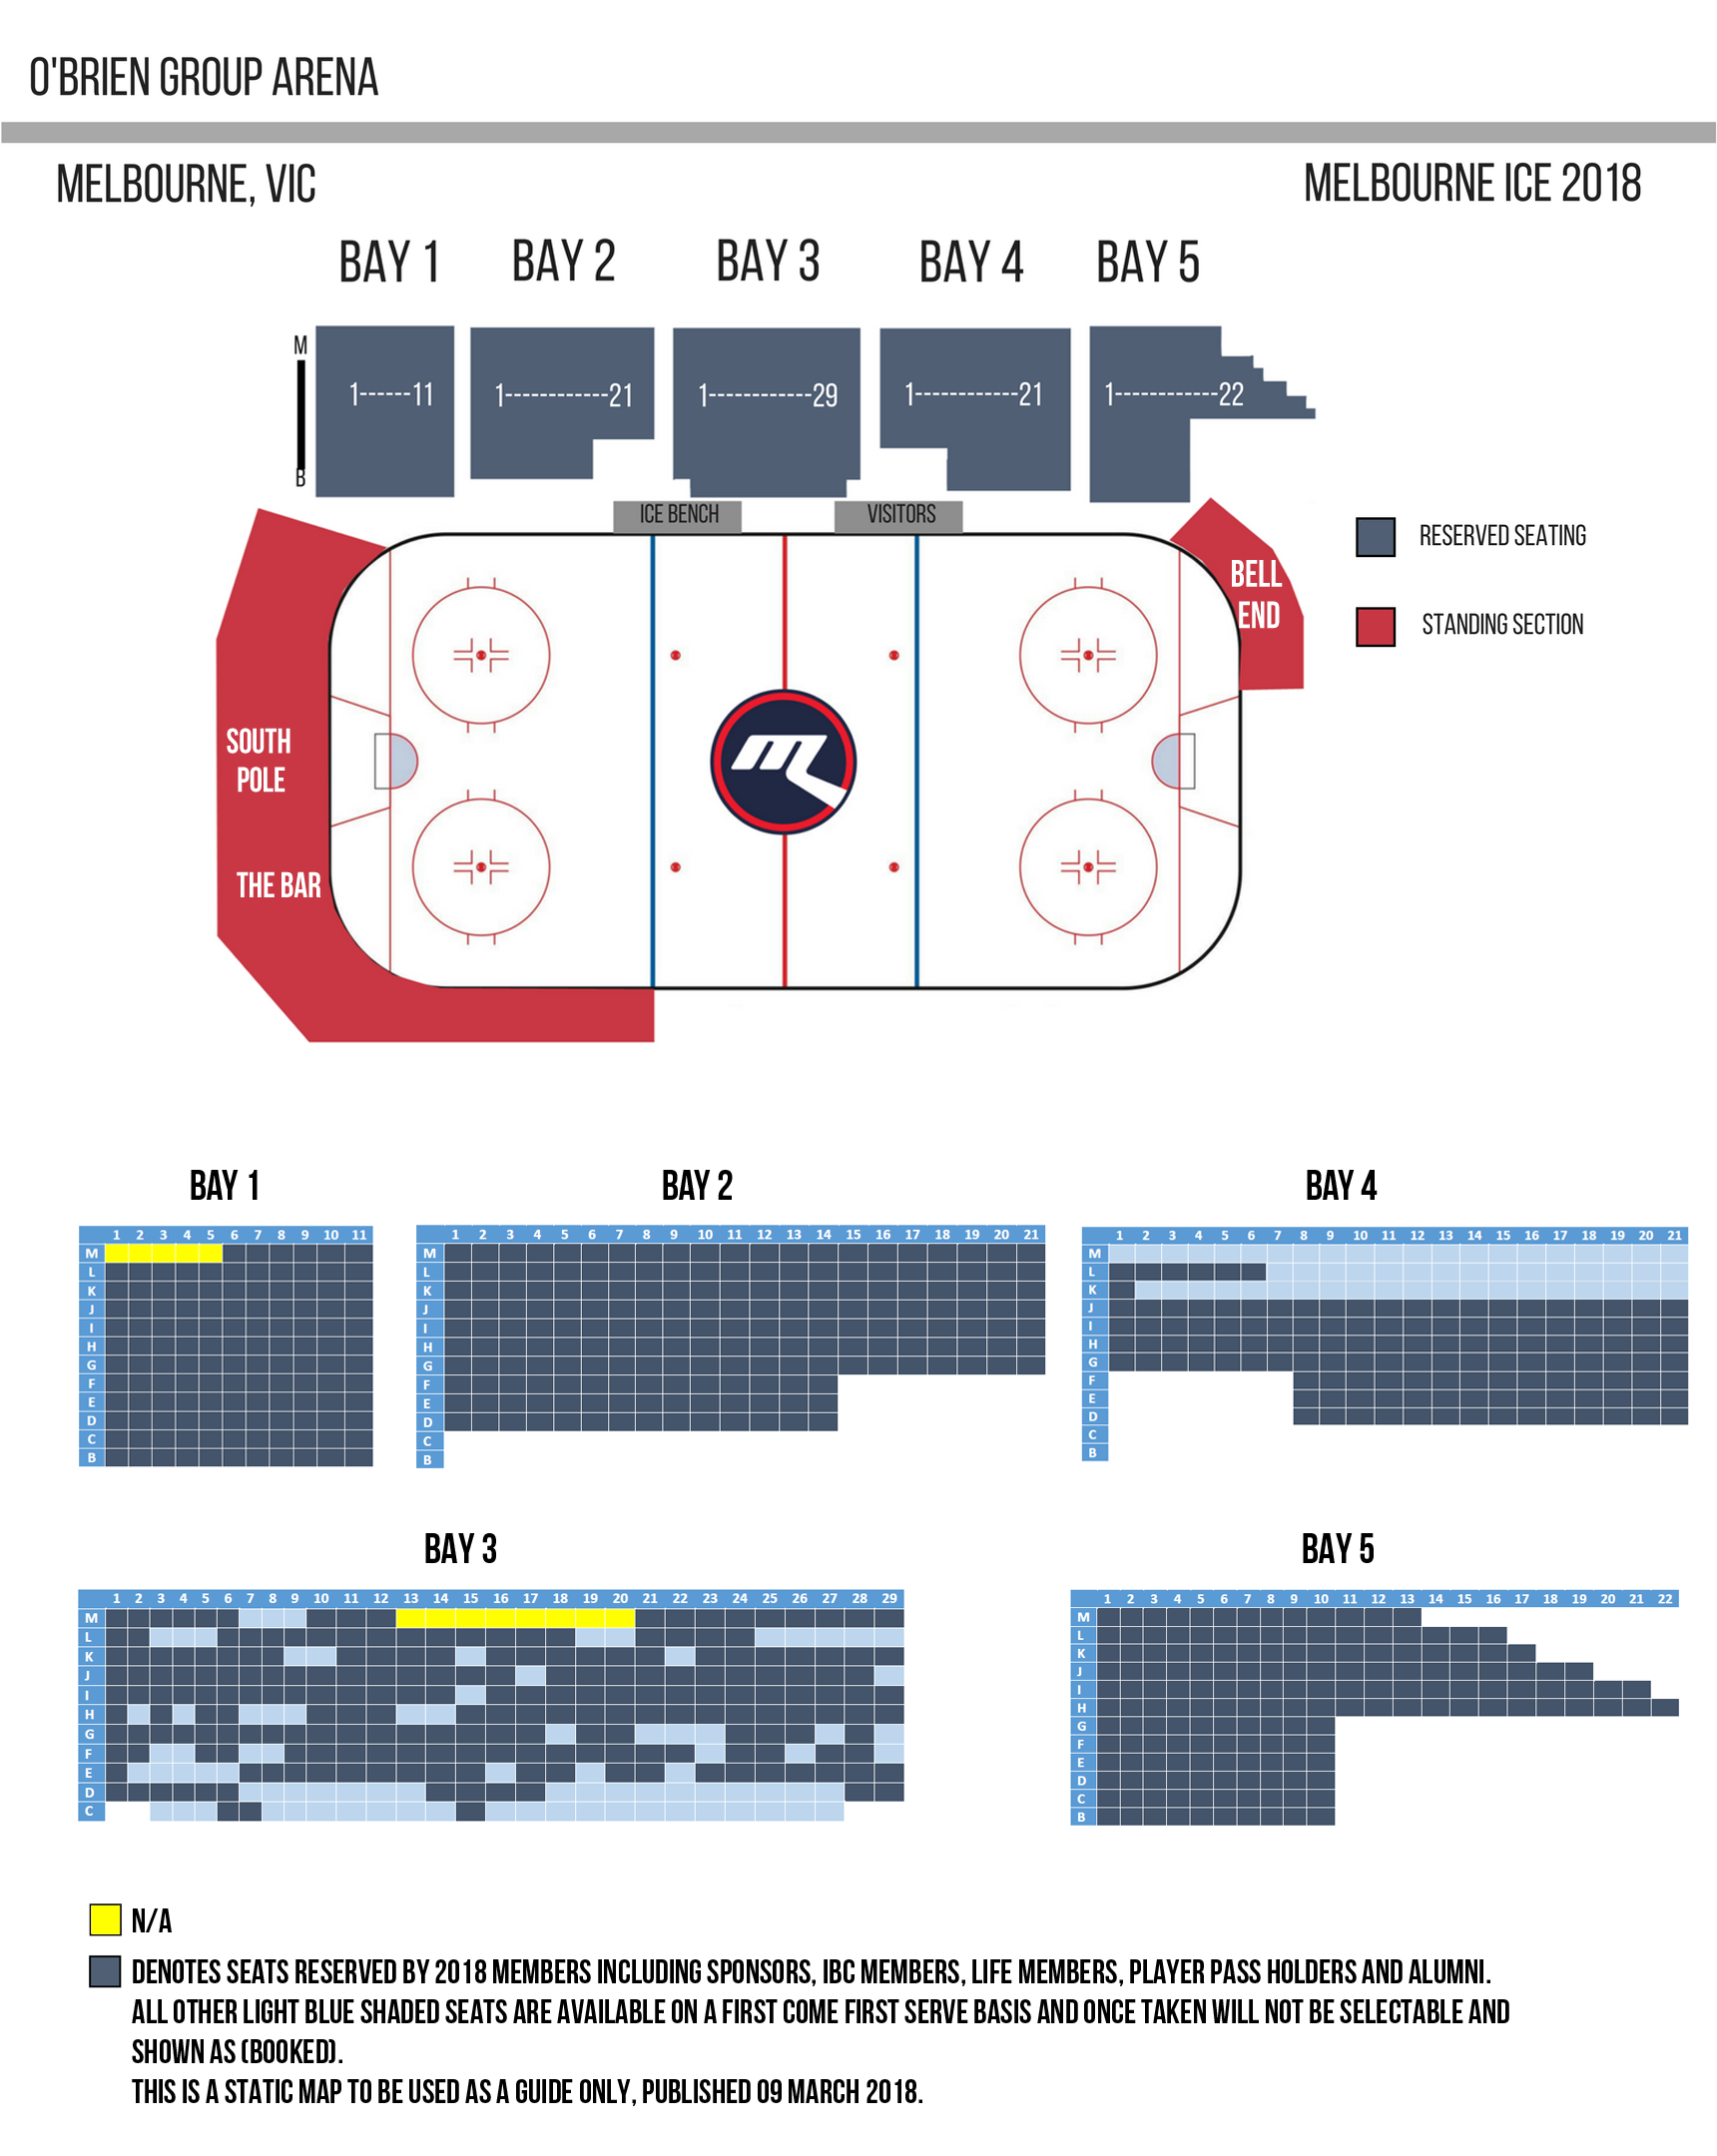 O'BRIEN GROUP ARENA
MELBOURNE, VIC
MELBOURNE ICE 2018
BAY 1 BAY 2 BAY 3 BAY 4 BAY 5
M
1------11 1------------21 1------------29 1------------21 1------------22
B
ICE BENCH VISITORS
RESERVED SEATING
BELL
END
STANDING SECTION
SOUTH
POLE
THE BAR
BAY 1
1 2 3 4 5 6 7 8 9 10 11
M
L
K
J
I
H
G
F
E
D
C
B
BAY 2
1 2 3 4 5 6 7 8 9 10 11 12 13 14 15 16 17 18 19 20 21
M
L
K
J
I
H
G
F
E
D
C
B
BAY 4
1 2 3 4 5 6 7 8 9 10 11 12 13 14 15 16 17 18 19 20 21
M
L
K
J
I
H
G
F
E
D
C
B
BAY 3
1 2 3 4 5 6 7 8 9 10 11 12 13 14 15 16 17 18 19 20 21 22 23 24 25 26 27 28 29
M
L
K
J
I
H
G
F
E
D
C
BAY 5
1 2 3 4 5 6 7 8 9 10 11 12 13 14 15 16 17 18 19 20 21 22
M
L
K
J
I
H
G
F
E
D
C
B
N/A
DENOTES SEATS RESERVED BY 2018 MEMBERS INCLUDING SPONSORS, IBC MEMBERS, LIFE MEMBERS, PLAYER PASS HOLDERS AND ALUMNI.
ALL OTHER LIGHT BLUE SHADED SEATS ARE AVAILABLE ON A FIRST COME FIRST SERVE BASIS AND ONCE TAKEN WILL NOT BE SELECTABLE AND
SHOWN AS (BOOKED).
THIS IS A STATIC MAP TO BE USED AS A GUIDE ONLY, PUBLISHED 09 MARCH 2018.